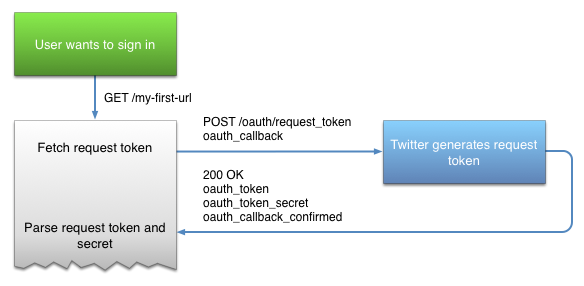 User wants to sign in
GET /my-first-url
Fetch request token
POST /oauth/request_token
oauth_callback
Twitter generates request
token
200 OK
oauth_token
oauth_token_secret
oauth_callback_confirmed
Parse request token and
secret